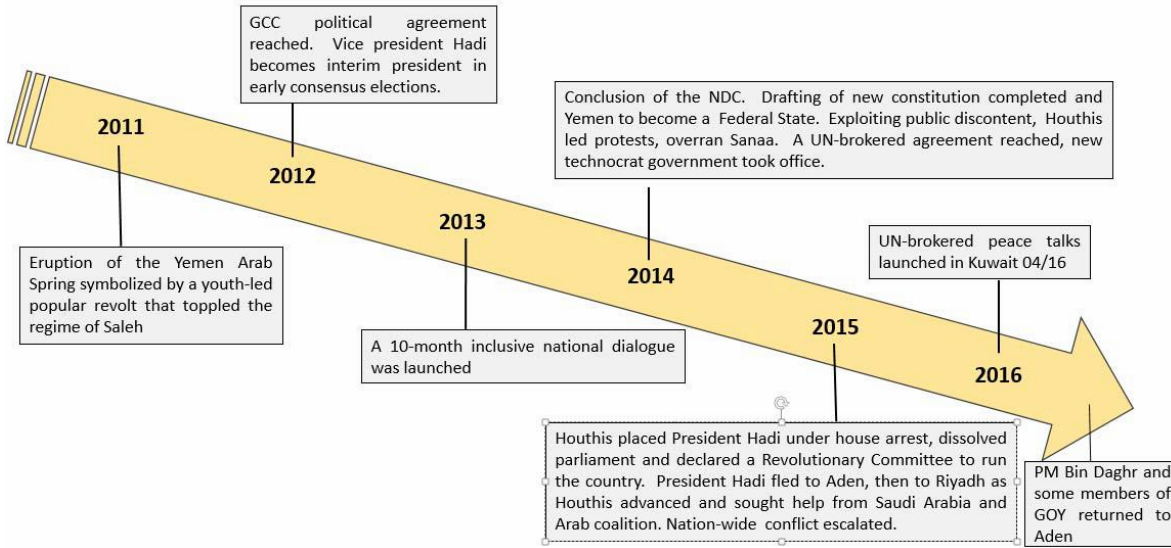 2011
Eruption of the Yemen Arab
Spring symbolized by a youth-led
popular revolt that toppled the
regime of Saleh
GCC political agreement
reached. Vice president Hadi
becomes interim president in
early consensus elections.
2012
2013
A 10-month inclusive national dialogue
was launched
Conclusion of the NDC. Drafting of new constitution completed and
Yemen to become a Federal State. Exploiting public discontent, Houthis
led protests, overran Sanaa. A UN-brokered agreement reached, new
technocrat government took office.
2014
2015
Houthis placed President Hadi under house arrest, dissolved
parliament and declared a Revolutionary Committee to run
the country. President Hadi fled to Aden, then to Riyadh as
Houthis advanced and sought help from Saudi Arabia and
Arab coalition. Nation-wide conflict escalated.
UN-brokered peace talks
launched in Kuwait 04/16
2016
PM Bin Daghr and
some members of
GOY returned to
Aden